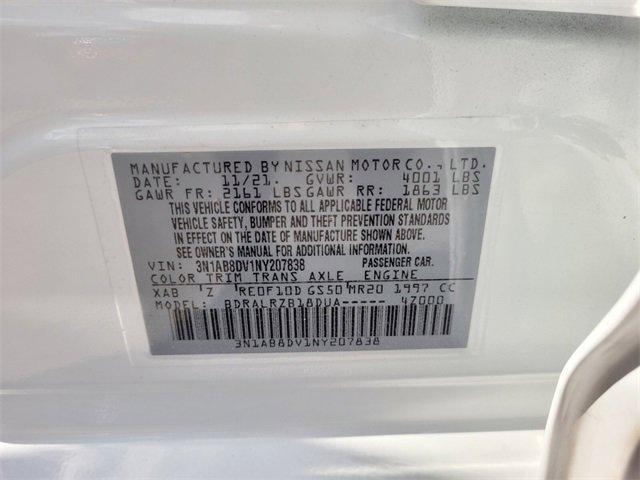 MANUFACTURED BY NISSAN MOTOR CO., LTD.
DATE: 11/21. GVWR: 4001 LBS
GAWR FR: 2161 LBS GAWR RR: 1863 LBS
THIS VEHICLE CONFORMS TO ALL APPLICABLE FEDERAL MOTOR
VEHICLE SAFETY, BUMPER AND THEFT PREVENTION STANDARDS
IN EFFECT ON THE DATE OF MANUFACTURE SHOWN ABOVE.
SEE OWNER'S MANUAL FOR ADDITIONAL INFORMATION.
VIN: 3N1AB8DV1NY207838 PASSENGER CAR.
COLOR TRIM TRANS AXLE ENGINE
XAB Z RE0F10D GS50 MR20 1997 CC
MODEL: BDRALRZB18DUA----- 4Z000
3N1AB8DV1NY207838